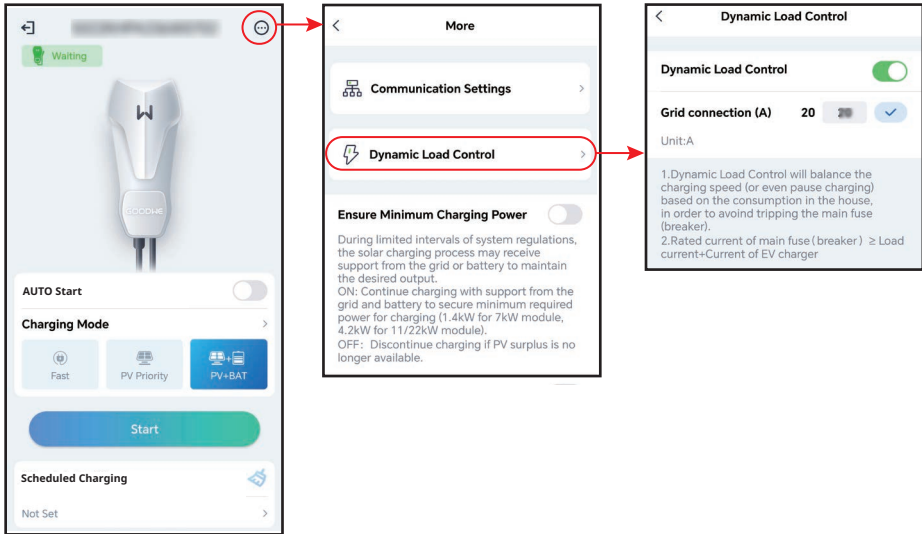 Waiting
GOODWE
AUTO Start
Charging Mode
Fast
PV Priority
PV+BAT
Start
Scheduled Charging
Not Set
More
Communication Settings
Dynamic Load Control
Ensure Minimum Charging Power
During limited intervals of system regulations,
the solar charging process may receive
support from the grid or battery to maintain
the desired output.
ON: Continue charging with support from the
grid and battery to secure minimum required
power for charging (1.4kW for 7kW module,
4.2kW for 11/22kW module).
OFF: Discontinue charging if PV surplus is no
longer available.
Dynamic Load Control
Dynamic Load Control
Grid connection (A) 20 20
Unit:A
1.Dynamic Load Control will balance the
charging speed (or even pause charging)
based on the consumption in the house,
in order to avoind tripping the main fuse
(breaker).
2.Rated current of main fuse(breaker) ≥ Load
current+Current of EV charger